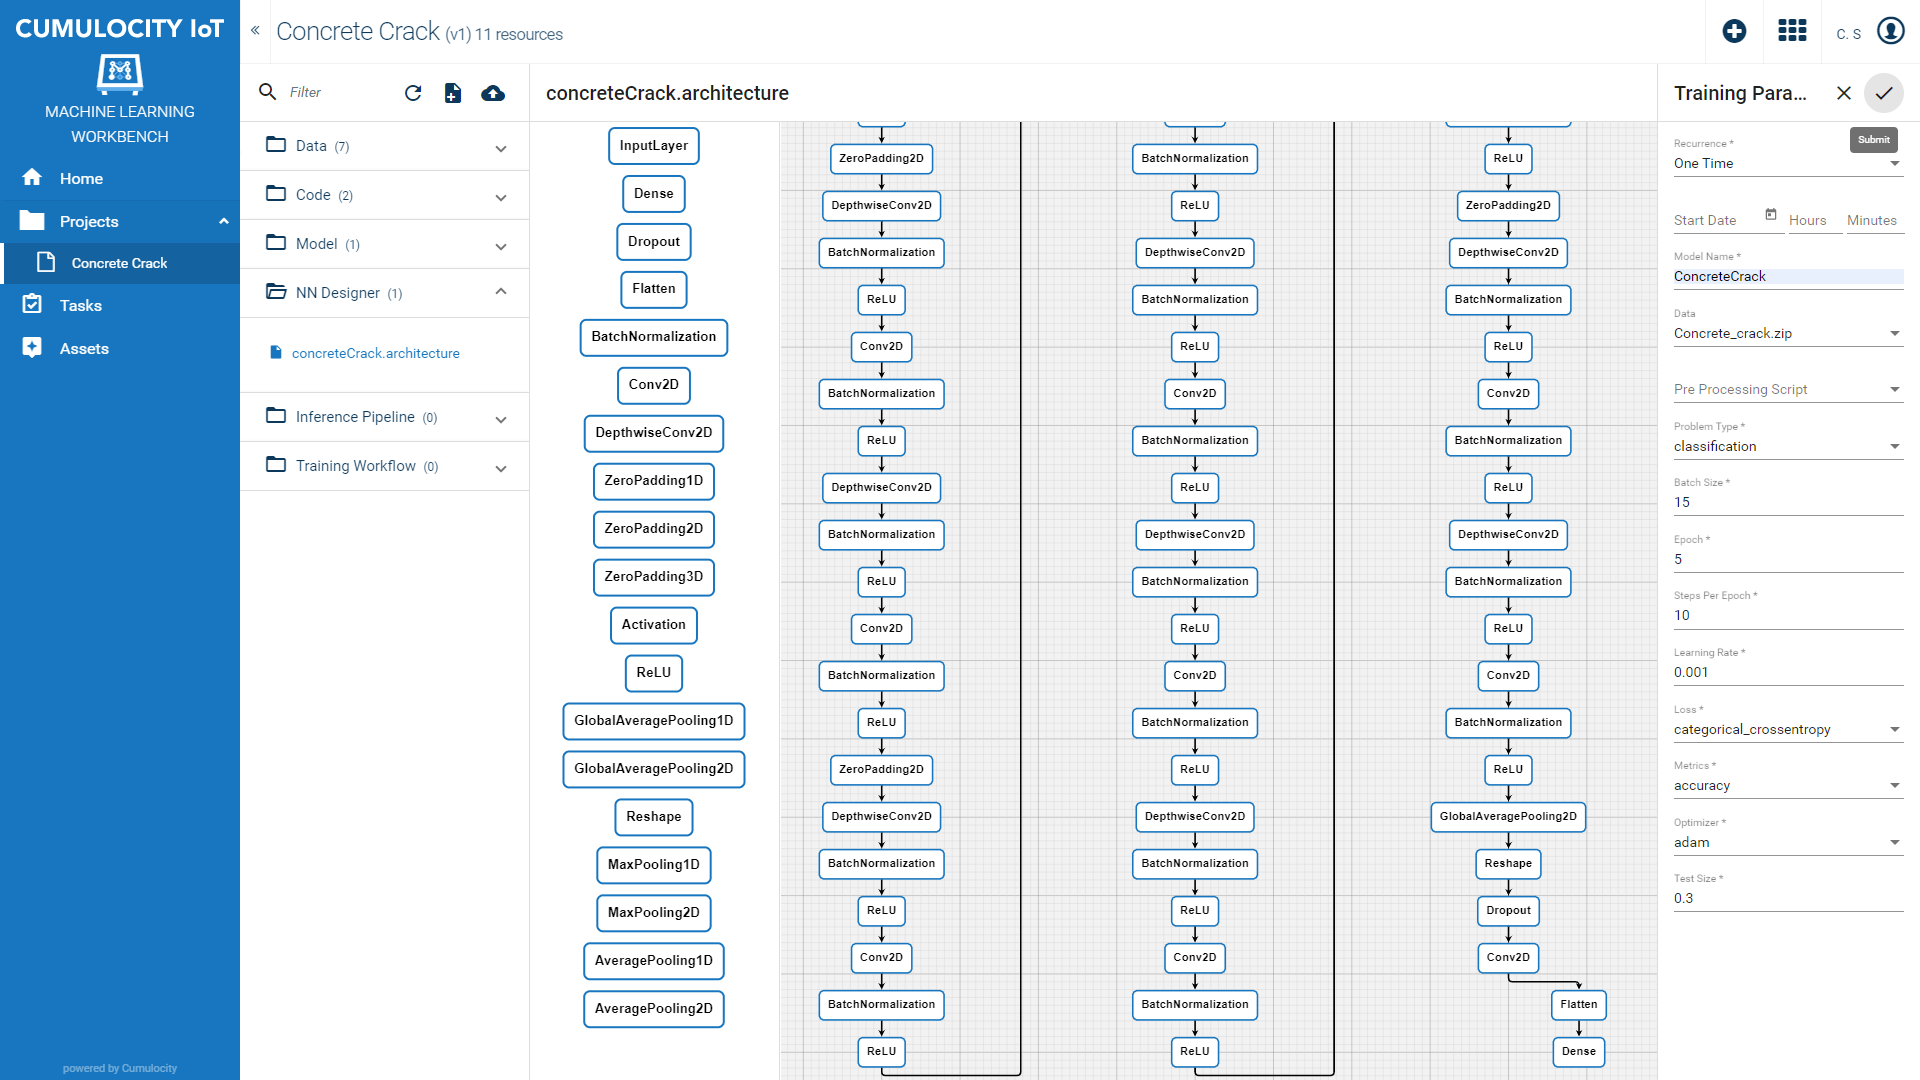 CUMULOCITY IoT
MACHINE LEARNING
WORKBENCH
Home
Projects
Concrete Crack
Tasks
Assets
powered by Cumulocity
« Concrete Crack (v1) 11 resources
C. S
Filter
Data (7)
Code (2)
Model (1)
NN Designer (1)
concreteCrack.architecture
Inference Pipeline (0)
Training Workflow (0)
concreteCrack.architecture
InputLayer
Dense
Dropout
Flatten
BatchNormalization
Conv2D
DepthwiseConv2D
ZeroPadding1D
ZeroPadding2D
ZeroPadding3D
Activation
ReLU
GlobalAveragePooling1D
GlobalAveragePooling2D
Reshape
MaxPooling1D
MaxPooling2D
AveragePooling1D
AveragePooling2D
ZeroPadding2D
DepthwiseConv2D
BatchNormalization
ReLU
Conv2D
BatchNormalization
ReLU
DepthwiseConv2D
BatchNormalization
ReLU
Conv2D
BatchNormalization
ReLU
ZeroPadding2D
DepthwiseConv2D
BatchNormalization
ReLU
Conv2D
BatchNormalization
ReLU
BatchNormalization
ReLU
DepthwiseConv2D
BatchNormalization
ReLU
Conv2D
BatchNormalization
ReLU
DepthwiseConv2D
BatchNormalization
ReLU
Conv2D
BatchNormalization
ReLU
DepthwiseConv2D
BatchNormalization
ReLU
Conv2D
BatchNormalization
ReLU
ReLU
ZeroPadding2D
DepthwiseConv2D
BatchNormalization
ReLU
Conv2D
BatchNormalization
ReLU
DepthwiseConv2D
BatchNormalization
ReLU
Conv2D
BatchNormalization
ReLU
GlobalAveragePooling2D
Reshape
Dropout
Conv2D
Flatten
Dense
Training Para...
Submit
Recurrence *
One Time
Start Date Hours Minutes
Model Name *
ConcreteCrack
Data
Concrete_crack.zip
Pre Processing Script
Problem Type *
classification
Batch Size *
15
Epoch *
5
Steps Per Epoch *
10
Learning Rate *
0.001
Loss *
categorical_crossentropy
Metrics *
accuracy
Optimizer *
adam
Test Size *
0.3